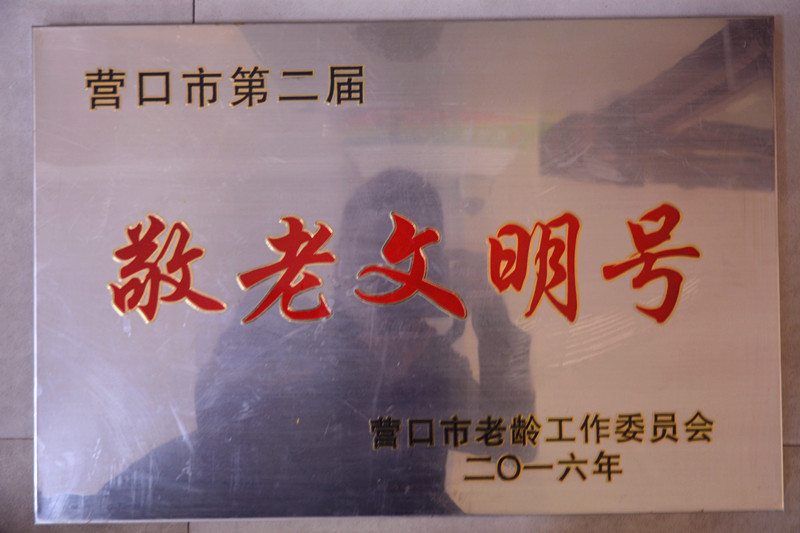 营口市第二届
敬老文明号
营口市老龄工作委员会
二〇一六年